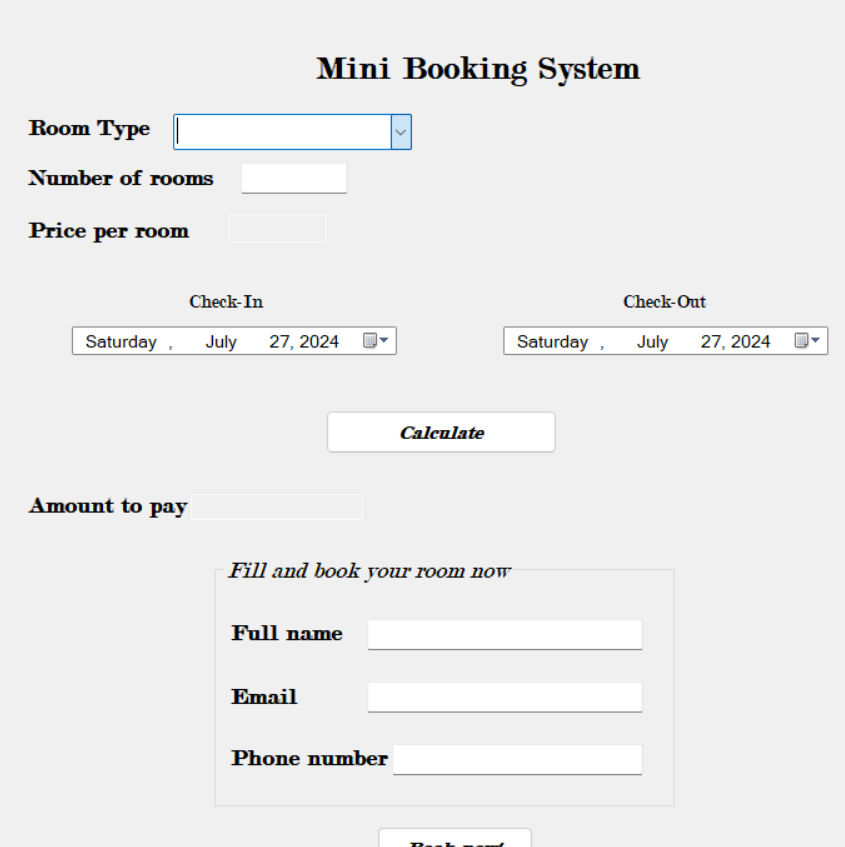 Mini Booking System
Room Type
Number of rooms
Price per room
Check-In Check-Out
Saturday , July 27, 2024 Saturday , July 27, 2024
Calculate
Amount to pay
Fill and book your room now
Full name
Email
Phone number
Book now!